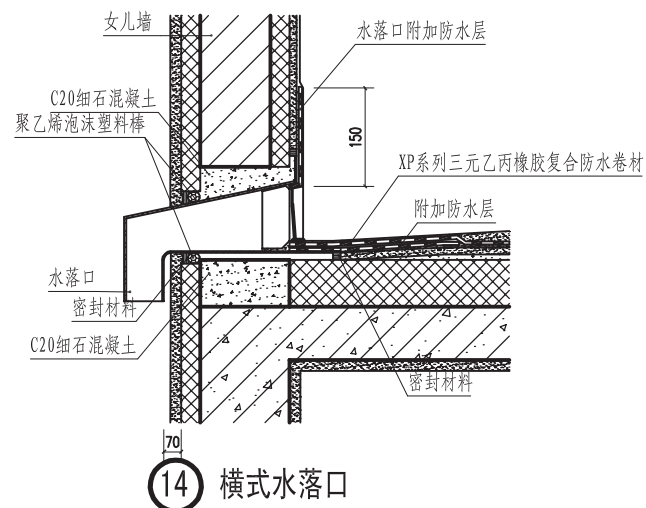 女儿墙
水落口附加防水层
C20细石混凝土
聚乙烯泡沫塑料棒
150
XP系列三元乙丙橡胶复合防水卷材
附加防水层
水落口
密封材料
C20细石混凝土
密封材料
70
14 横式水落口